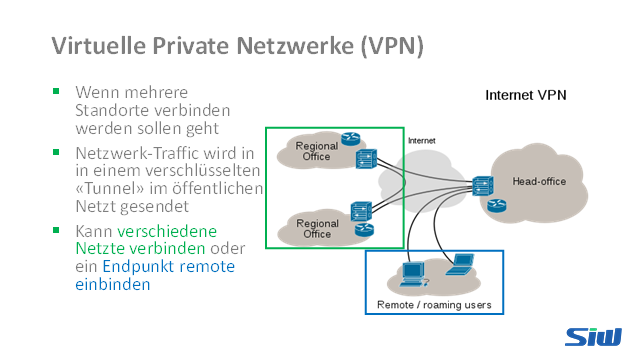 Virtuelle Private Netzwerke (VPN)
Wenn mehrere
Standorte verbinden
werden sollen geht
Netzwerk-Traffic wird in
in einem verschlüsselten
«Tunnel» im öffentlichen
Netzt gesendet
Kann verschiedene
Netzte verbinden oder
ein Endpunkt remote
einbinden
Internet VPN
Internet
Regional
Office
Head-office
Regional
Office
Remote / roaming users
SIW